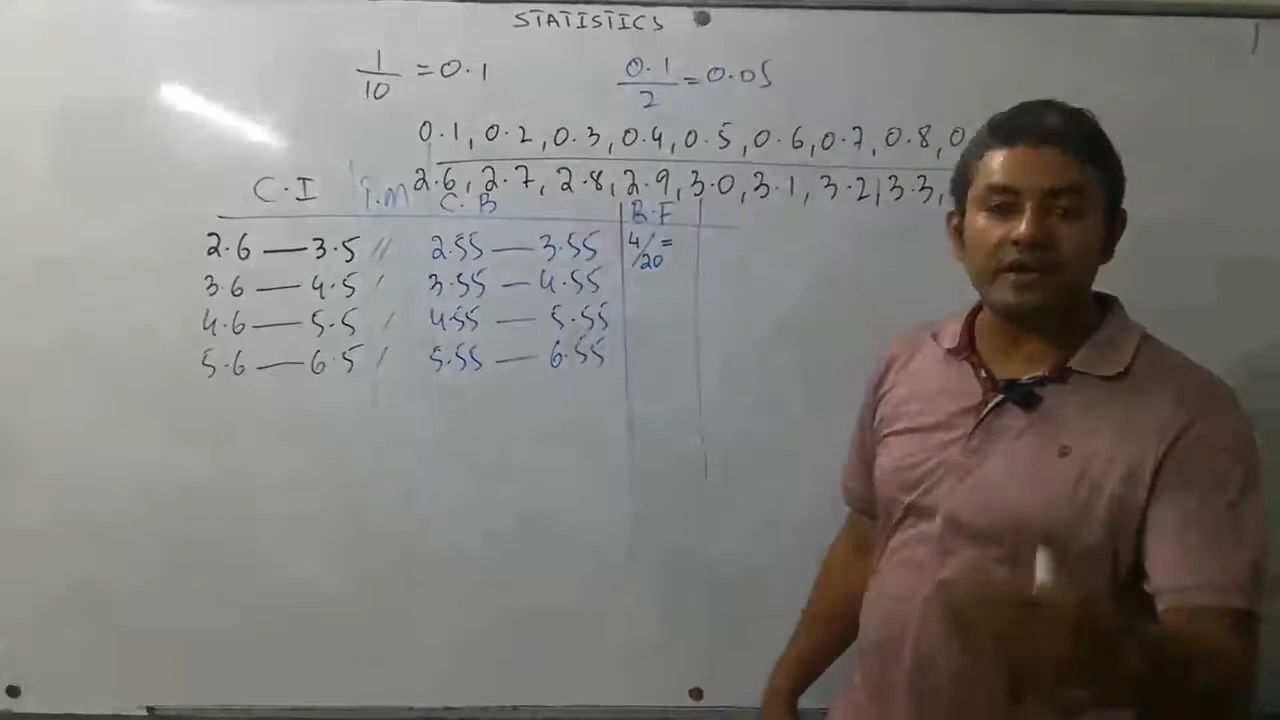 STATISTICS
1/10 = 0.1 0.1/2 = 0.05
0.1, 0.2, 0.3, 0.4, 0.5, 0.6, 0.7, 0.8, 0
2.6, 2.7, 2.8, 2.9, 3.0, 3.1, 3.2, 3.3,
C.I T.M C.B R.F
2.6 — 3.5 // 2.55 — 3.55 4/ =
/20
3.6 — 4.5 / 3.55 — 4.55
4.6 — 5.5 / 4.55 — 5.55
5.6 — 6.5 / 5.55 — 6.55